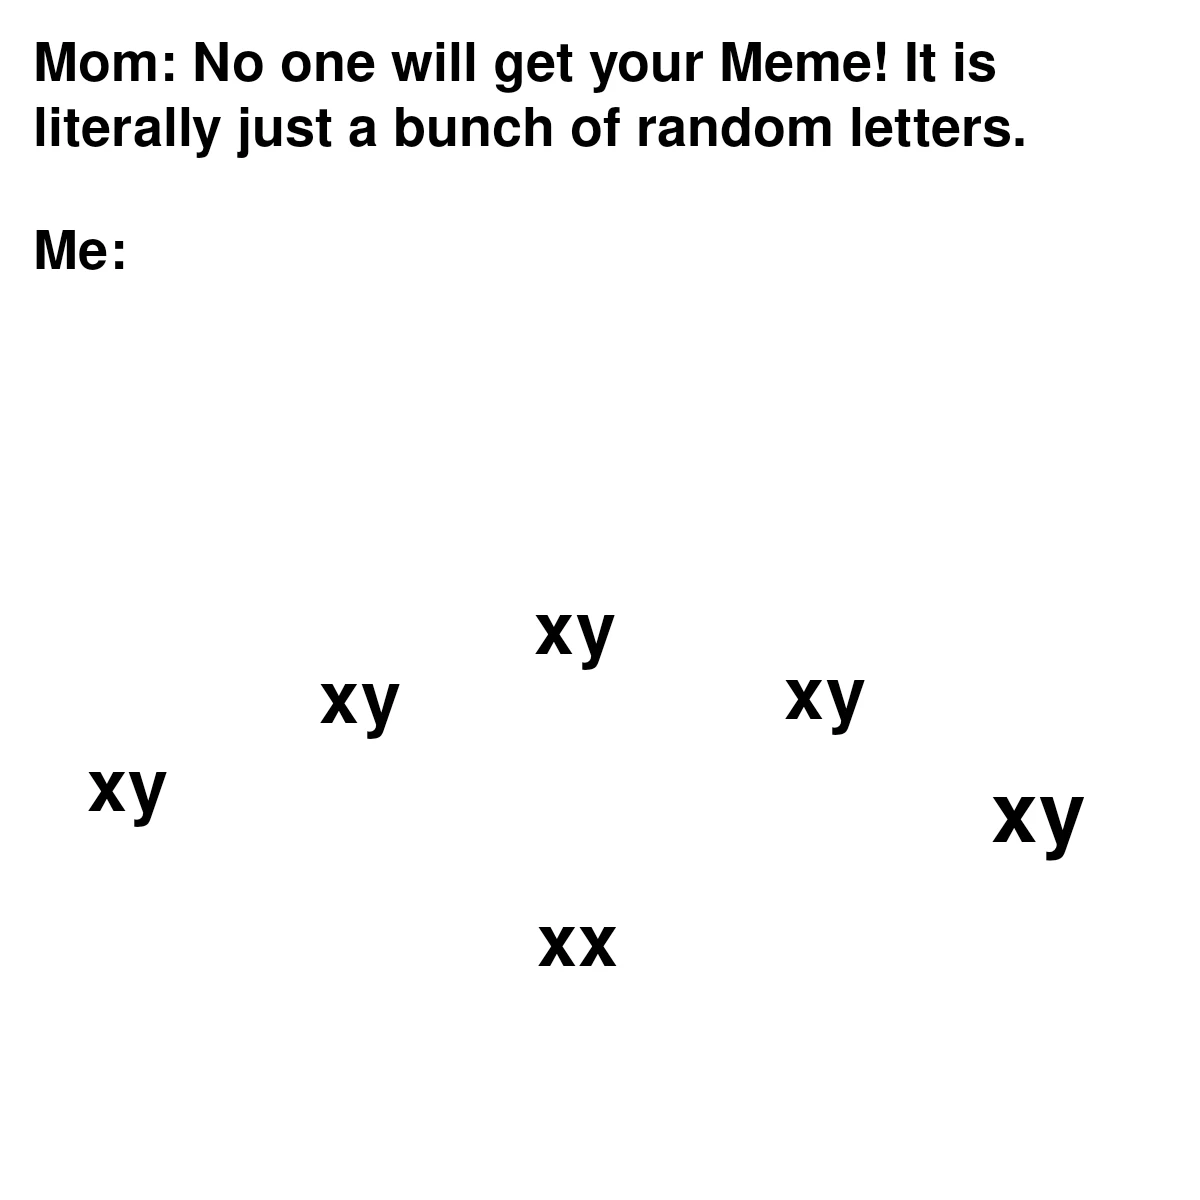 Mom: No one will get your Meme! It is
literally just a bunch of random letters.
Me:
xy
xy
xy
xy
xy
xx